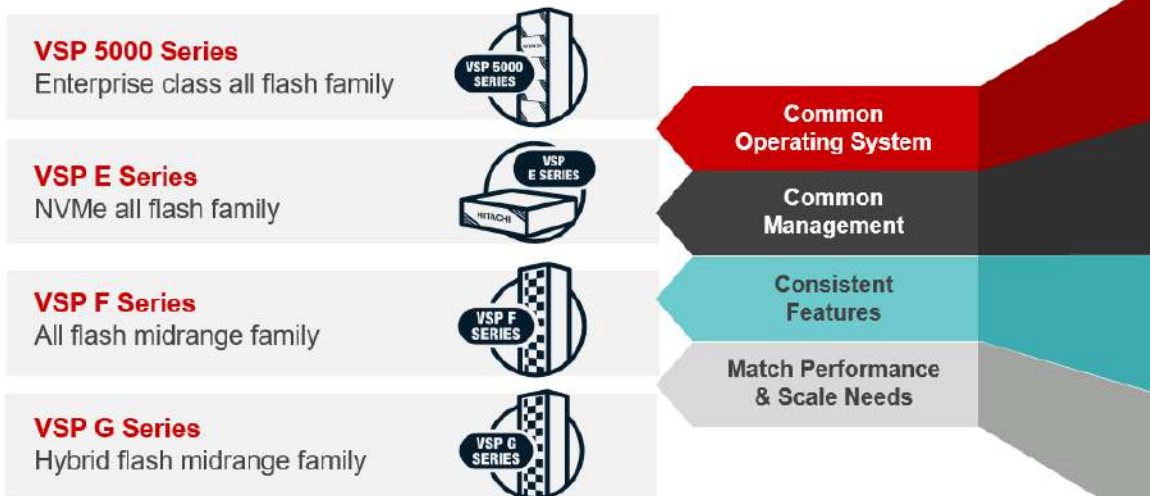 VSP 5000 Series
Enterprise class all flash family
HITACHI
VSP 5000
SERIES
VSP E Series
NVMe all flash family
VSP
E SERIES
HITACHI
VSP F Series
All flash midrange family
VSP F
SERIES
VSP G Series
Hybrid flash midrange family
VSP G
SERIES
Common
Operating System
Common
Management
Consistent
Features
Match Performance
& Scale Needs